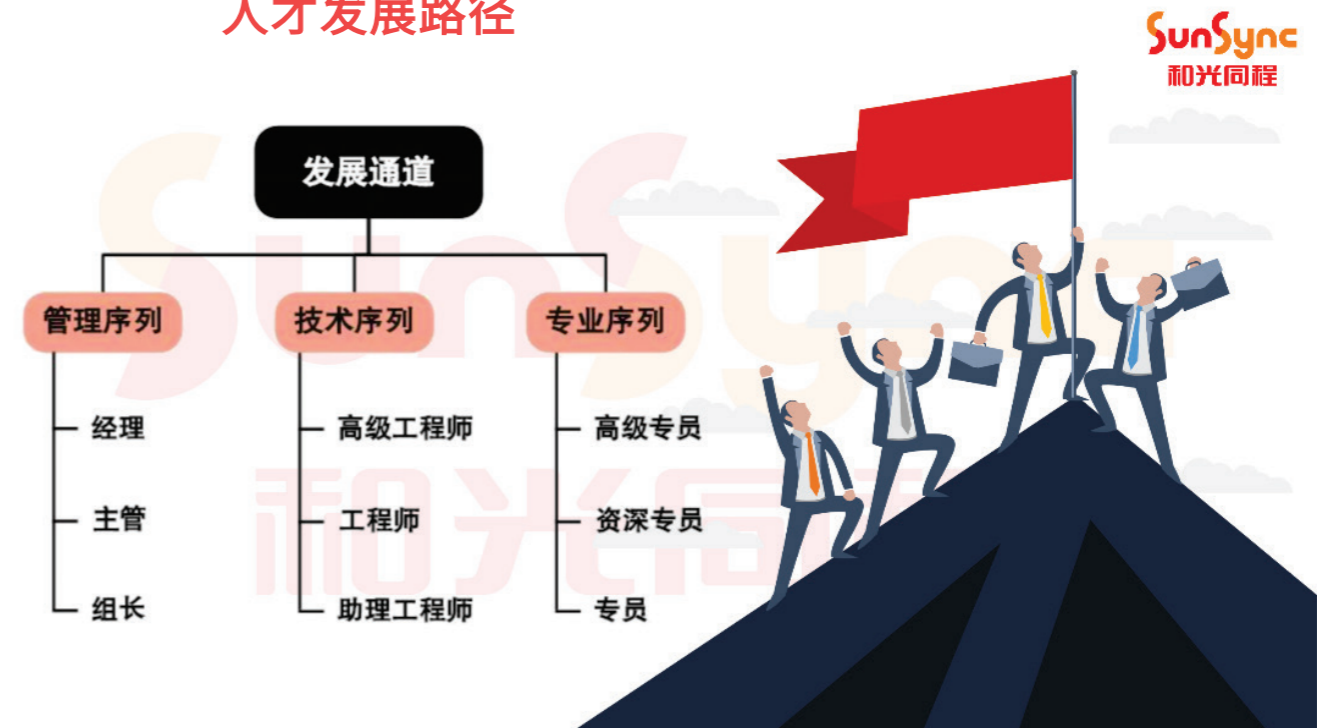 人才发展路径
SunSync
和光同程
发展通道
管理序列
技术序列
专业序列
经理
高级工程师
高级专员
主管
工程师
资深专员
组长
助理工程师
专员